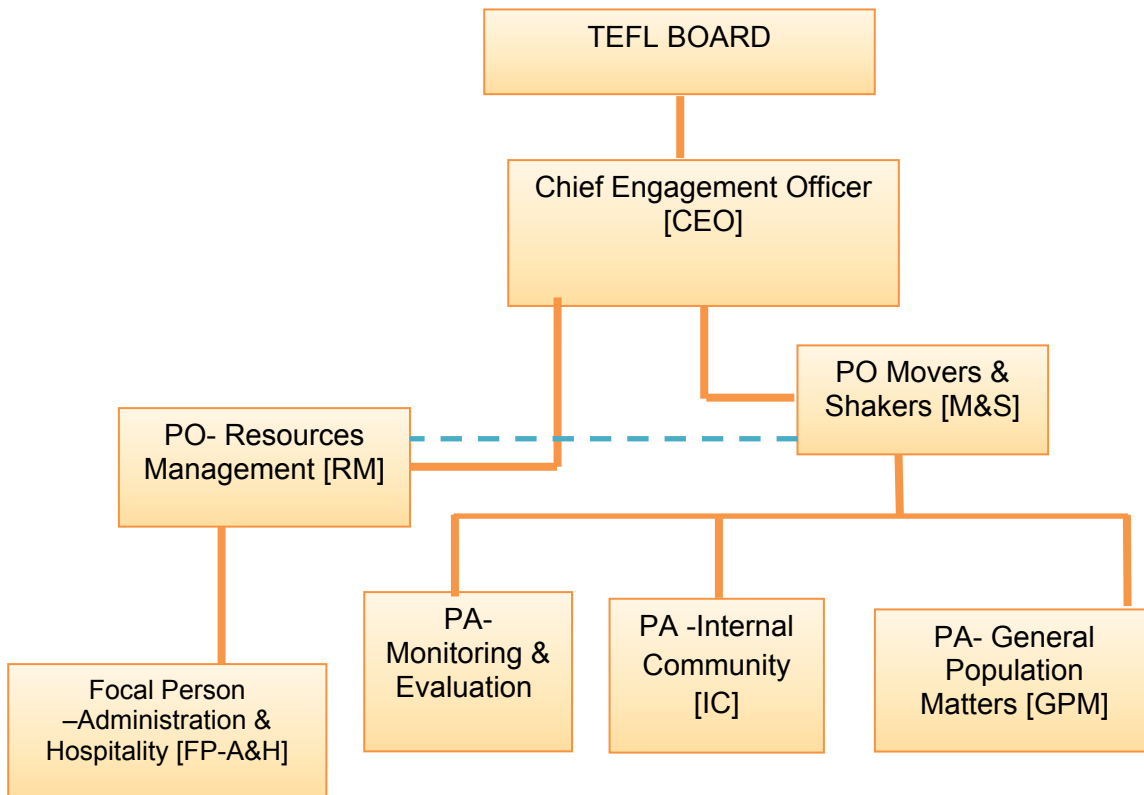 TEFL BOARD
Chief Engagement Officer
[CEO]
PO Movers &
Shakers [M&S]
PO- Resources
Management [RM]
PA-
Monitoring &
Evaluation
PA -Internal
Community
[IC]
PA- General
Population
Matters [GPM]
Focal Person
–Administration &
Hospitality [FP-A&H]